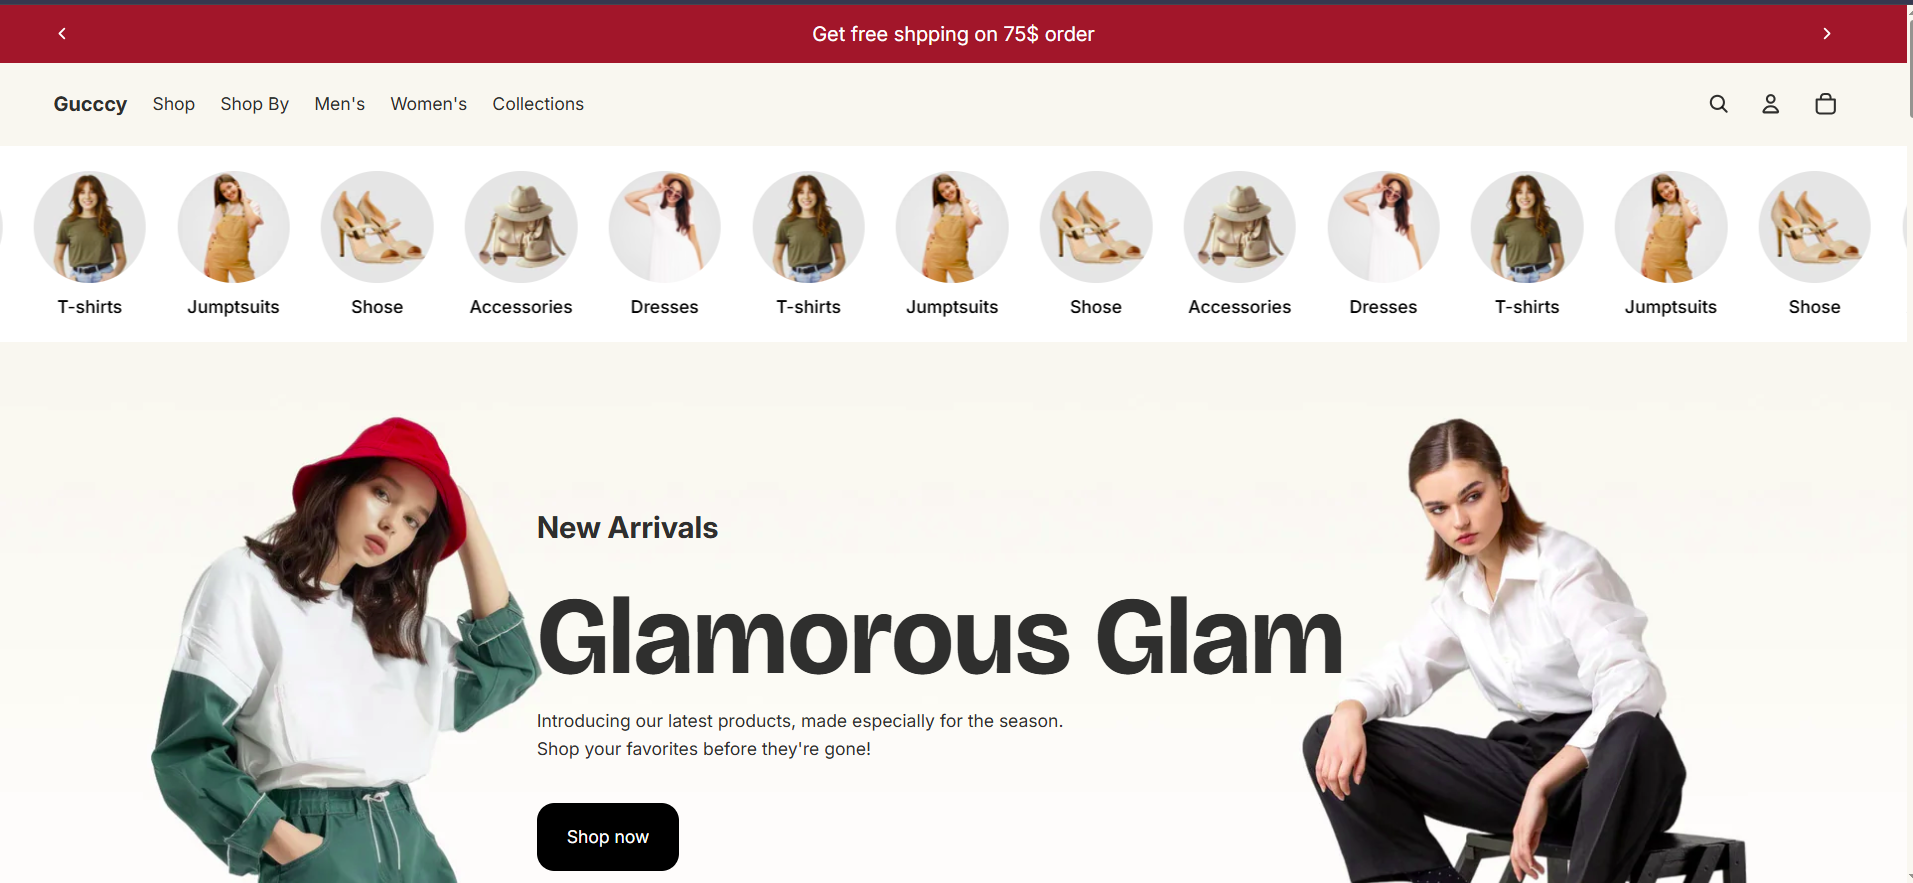 Get free shpping on 75$ order
Gucccy Shop Shop By Men's Women's Collections
T-shirts Jumptsuits Shose Accessories Dresses T-shirts Jumptsuits Shose Accessories Dresses T-shirts Jumptsuits Shose
New Arrivals
Glamorous Glam
Introducing our latest products, made especially for the season.
Shop your favorites before they're gone!
Shop now